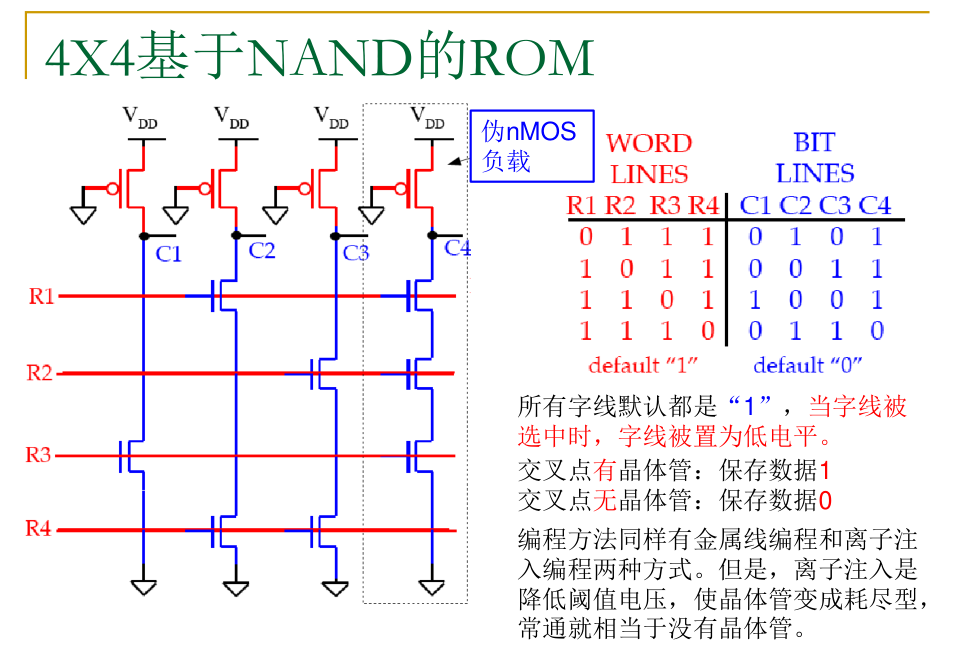 4X4基于NAND的ROM
VDD VDD VDD VDD
伪nMOS
负载
C1 C2 C3 C4
R1
R2
R3
R4
WORD LINES BIT LINES
R1 R2 R3 R4 C1 C2 C3 C4
0 1 1 1 0 1 0 1
1 0 1 1 0 0 1 1
1 1 0 1 1 0 0 1
1 1 1 0 0 1 1 0
default “1” default “0”
所有字线默认都是“1”，当字线被
选中时，字线被置为低电平。
交叉点有晶体管：保存数据1
交叉点无晶体管：保存数据0
编程方法同样有金属线编程和离子注
入编程两种方式。但是，离子注入是
降低阈值电压，使晶体管变成耗尽型，
常通就相当于没有晶体管。